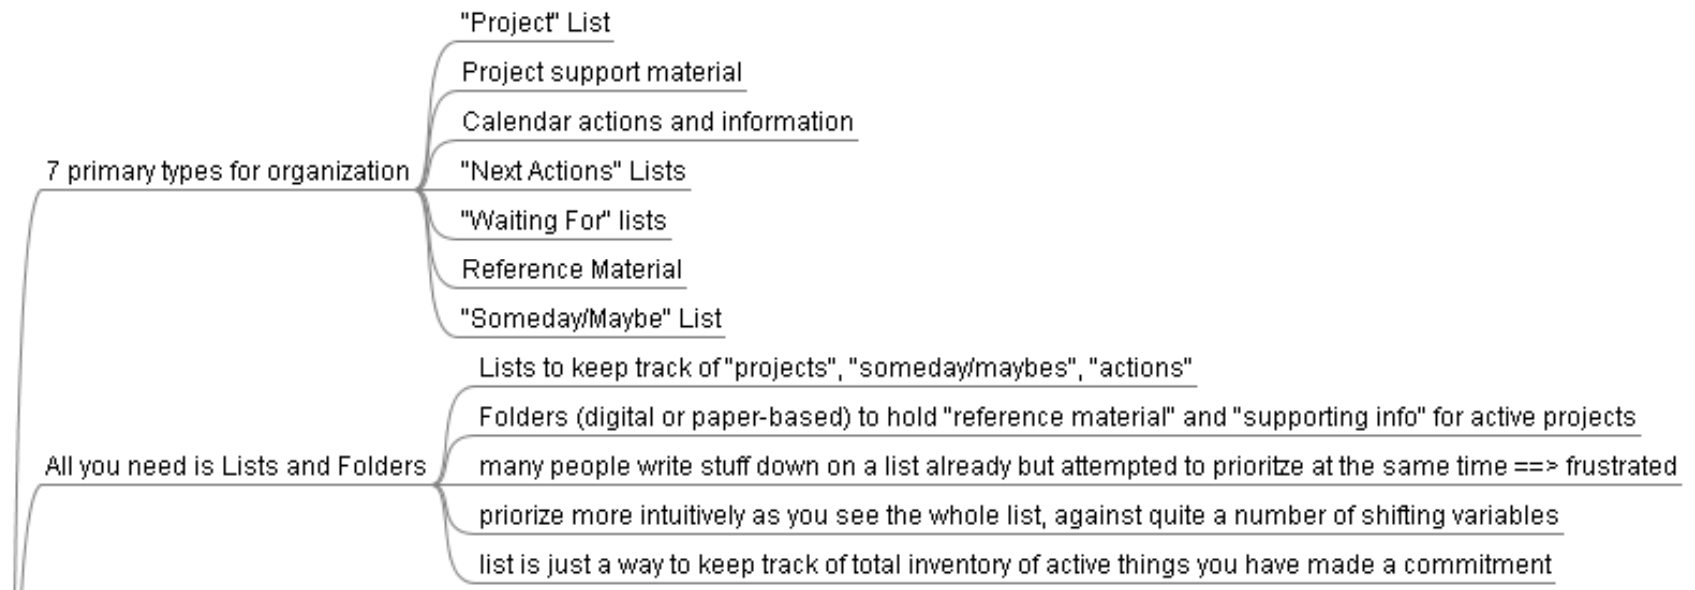 "Project" List
Project support material
Calendar actions and information
7 primary types for organization
"Next Actions" Lists
"Waiting For" lists
Reference Material
"Someday/Maybe" List
Lists to keep track of "projects", "someday/maybes", "actions"
Folders (digital or paper-based) to hold "reference material" and "supporting info" for active projects
All you need is Lists and Folders
many people write stuff down on a list already but attempted to prioritze at the same time ==> frustrated
priorize more intuitively as you see the whole list, against quite a number of shifting variables
list is just a way to keep track of total inventory of active things you have made a commitment